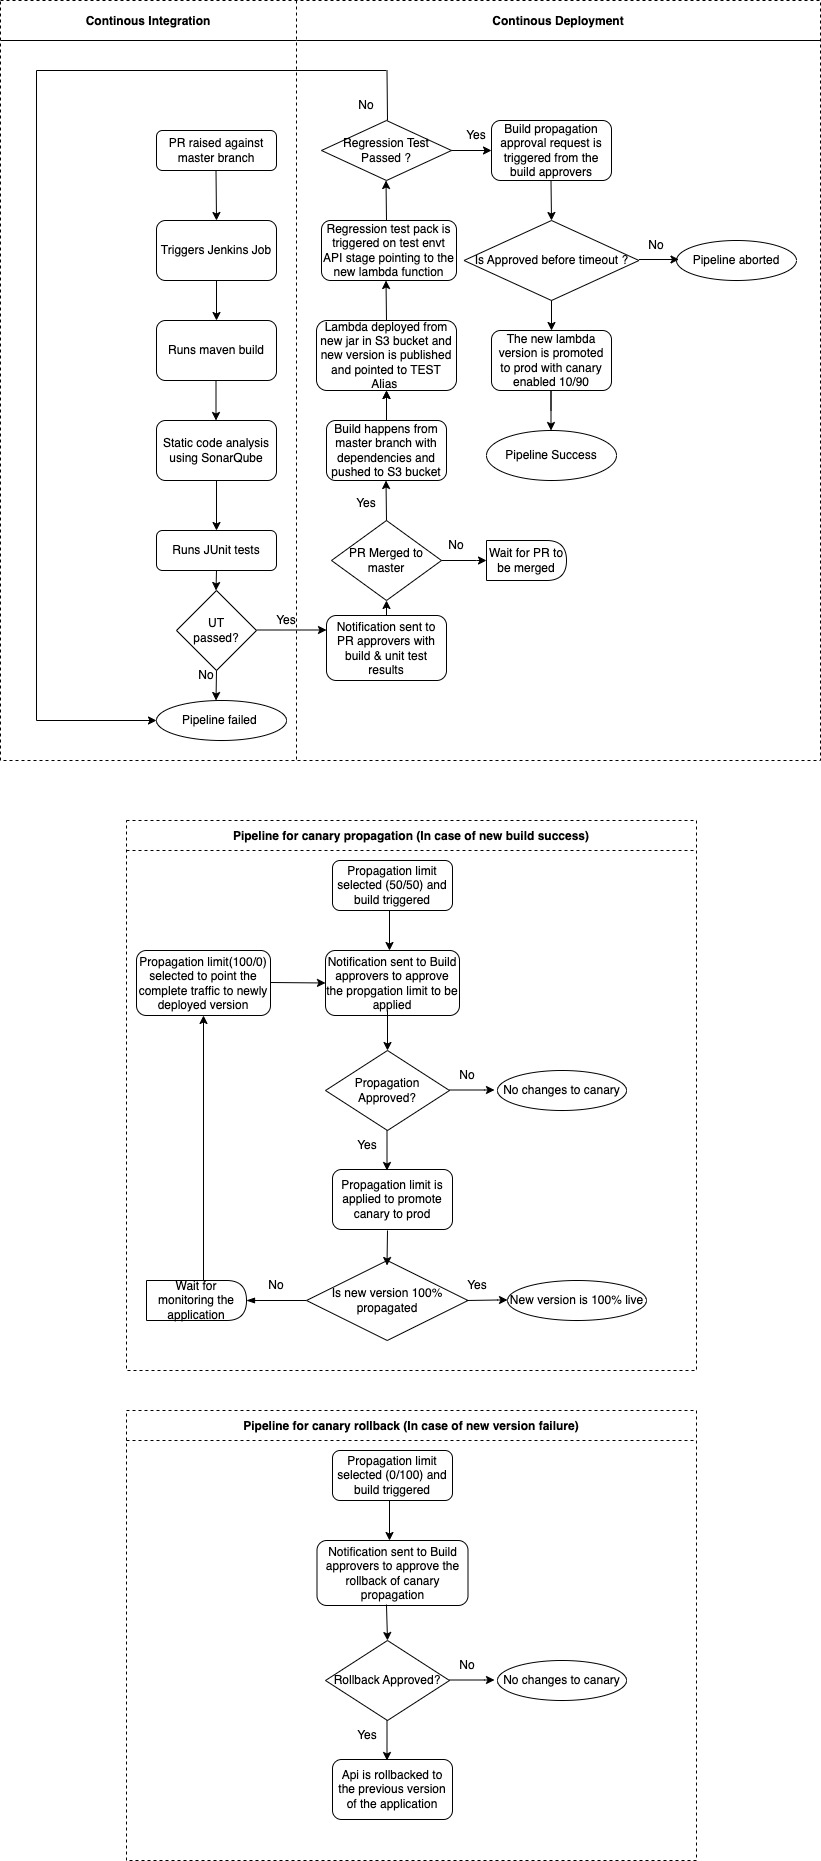 Continous Integration
Continous Deployment
No
PR raised against
master branch
Regression Test
Passed ?
Yes
Build propagation
approval request is
triggered from the
build approvers
Triggers Jenkins Job
Regression test pack is
triggered on test envt
API stage pointing to the
new lambda function
Is Approved before timeout ?
No
Pipeline aborted
Runs maven build
Lambda deployed from
new jar in S3 bucket and
new version is published
and pointed to TEST
Alias
The new lambda
version is promoted
to prod with canary
enabled 10/90
Static code analysis
using SonarQube
Build happens from
master branch with
dependencies and
pushed to S3 bucket
Pipeline Success
Yes
Runs JUnit tests
PR Merged to
master
No
Wait for PR to
be merged
UT
passed?
Yes
Notification sent to
PR approvers with
build & unit test
results
No
Pipeline failed
Pipeline for canary propagation (In case of new build success)
Propagation limit
selected (50/50) and
build triggered
Propagation limit(100/0)
selected to point the
complete traffic to newly
deployed version
Notification sent to Build
approvers to approve
the propgation limit to be
applied
Propagation
Approved?
No
No changes to canary
Yes
Propagation limit is
applied to promote
canary to prod
Wait for
monitoring the
application
No
Is new version 100%
propagated
Yes
New version is 100% live
Pipeline for canary rollback (In case of new version failure)
Propagation limit
selected (0/100) and
build triggered
Notification sent to Build
approvers to approve the
rollback of canary
propagation
Rollback Approved?
No
No changes to canary
Yes
Api is rollbacked to
the previous version
of the application